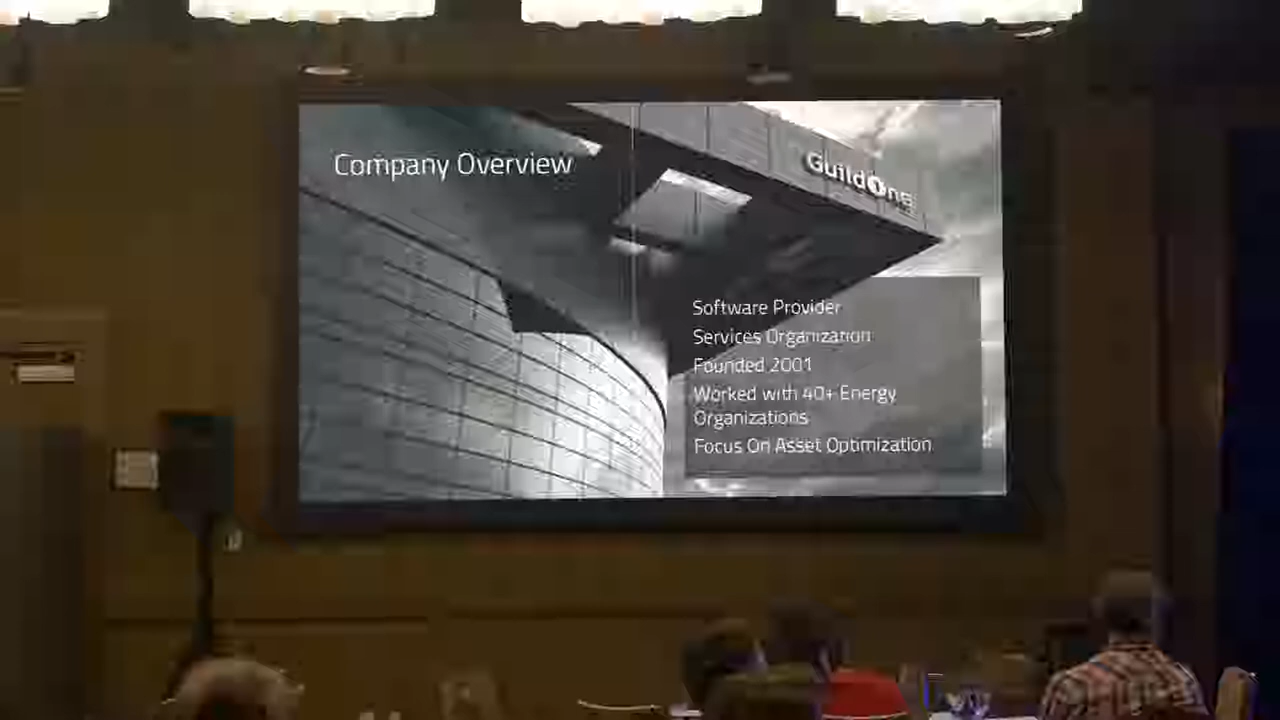 Company Overview
GuildOne
Software Provider
Services Organization
Founded 2001
Worked with 40+ Energy
Organizations
Focus On Asset Optimization